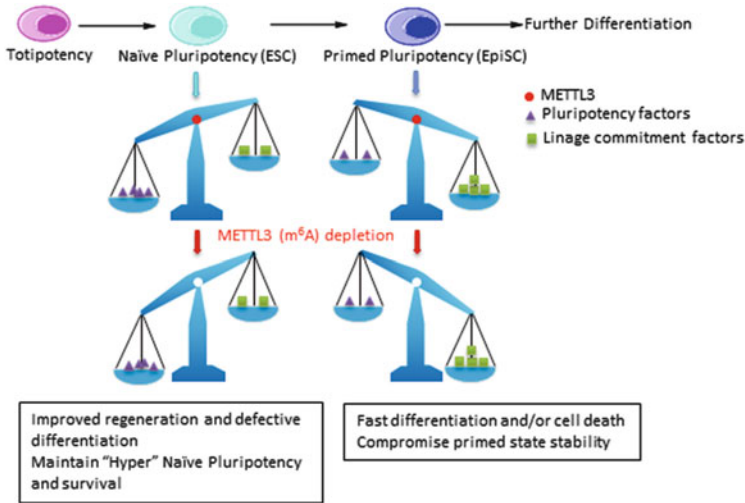 Totipotency
Naïve Pluripotency (ESC)
Primed Pluripotency (EpiSC)
Further Differentiation
METTL3
Pluripotency factors
Linage commitment factors
METTL3 (m⁶A) depletion
Improved regeneration and defective
differentiation
Maintain "Hyper" Naïve Pluripotency
and survival
Fast differentiation and/or cell death
Compromise primed state stability